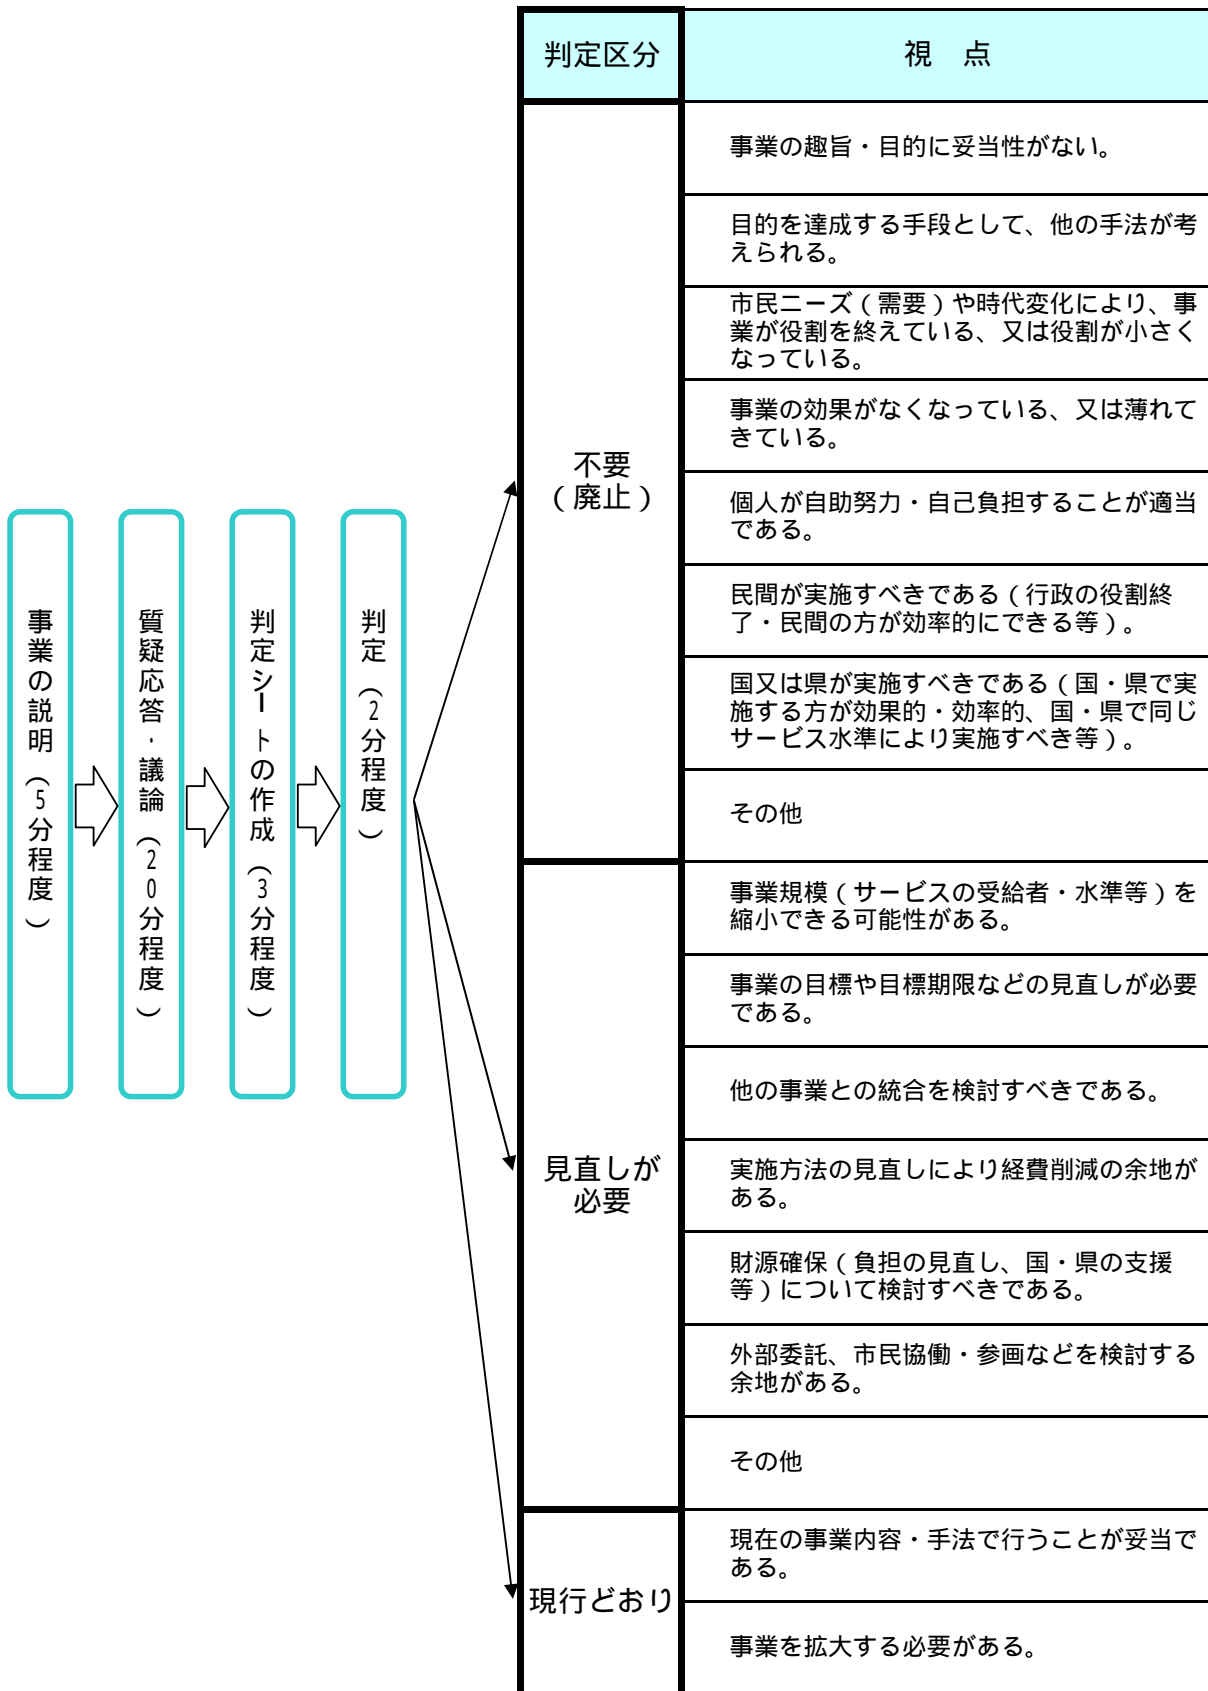 事業の説明（5分程度）
質疑応答・議論（20分程度）
判定シートの作成（3分程度）
判定（2分程度）
判定区分
視　点
不要
（廃止）
事業の趣旨・目的に妥当性がない。
目的を達成する手段として、他の手法が考
えられる。
市民ニーズ（需要）や時代変化により、事
業が役割を終えている、又は役割が小さく
なっている。
事業の効果がなくなっている、又は薄れて
きている。
個人が自助努力・自己負担することが適当
である。
民間が実施すべきである（行政の役割終
了・民間の方が効率的にできる等）。
国又は県が実施すべきである（国・県で実
施する方が効果的・効率的、国・県で同じ
サービス水準により実施すべき等）。
その他
見直しが
必要
事業規模（サービスの受給者・水準等）を
縮小できる可能性がある。
事業の目標や目標期限などの見直しが必要
である。
他の事業との統合を検討すべきである。
実施方法の見直しにより経費削減の余地が
ある。
財源確保（負担の見直し、国・県の支援
等）について検討すべきである。
外部委託、市民協働・参画などを検討する
余地がある。
その他
現行どおり
現在の事業内容・手法で行うことが妥当で
ある。
事業を拡大する必要がある。